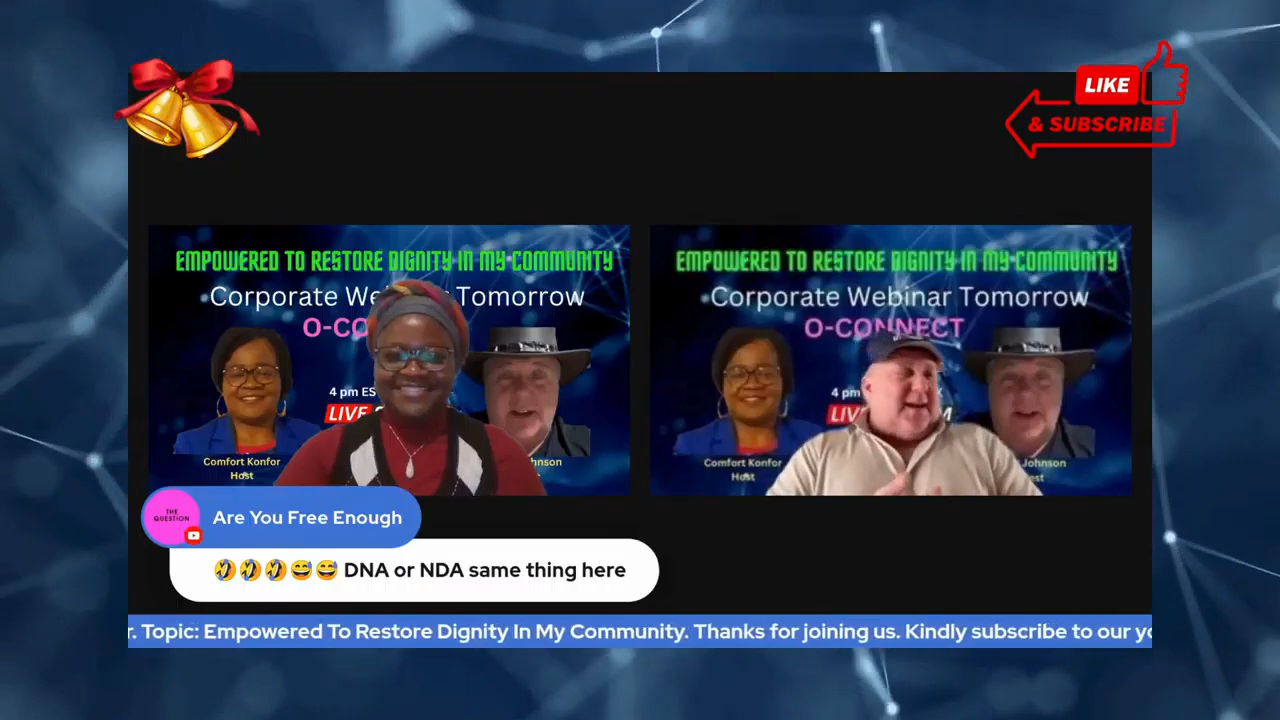 LIKE
& SUBSCRIBE
EMPOWERED TO RESTORE DIGNITY IN MY COMMUNITY
Corporate We Tomorrow
O-CO
4 pm ES
LIVE
Comfort Konfor
Host
hnson
EMPOWERED TO RESTORE DIGNITY IN MY COMMUNITY
Corporate Webinar Tomorrow
O-CONNECT
4 pm
LIV
Comfort Konfor
Host
Johnson
est
THE
QUESTION
Are You Free Enough
🤣🤣🤣😅😅 DNA or NDA same thing here
r. Topic: Empowered To Restore Dignity In My Community. Thanks for joining us. Kindly subscribe to our yo